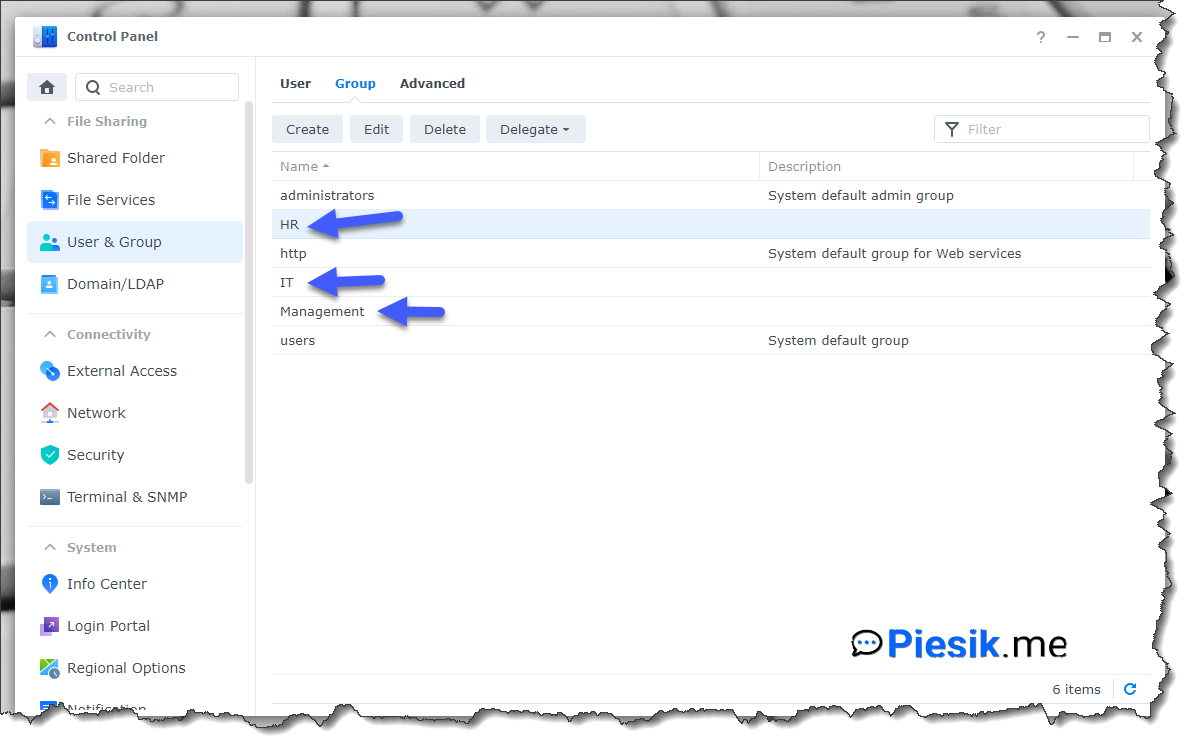 Control Panel
?
Search
File Sharing
Shared Folder
File Services
User & Group
Domain/LDAP
Connectivity
External Access
Network
Security
Terminal & SNMP
System
Info Center
Login Portal
Regional Options
Notification
User Group Advanced
Create Edit Delete Delegate
Filter
Name Description
administrators System default admin group
HR
http System default group for Web services
IT
Management
users System default group
Piesik.me
6 items